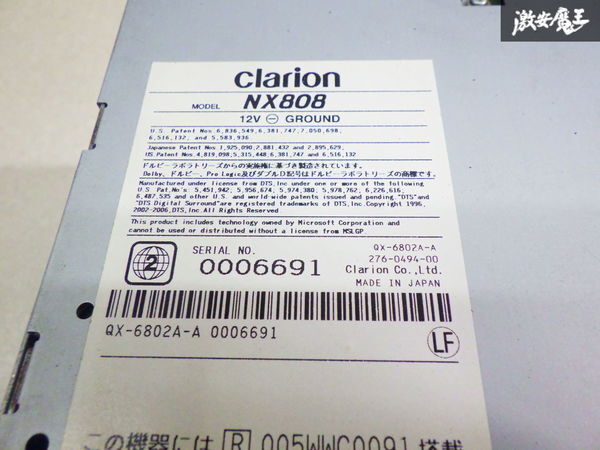 激安魔王
clarion
MODEL NX808
12V ⊖ GROUND
U.S. Patent Nos. 6,836,549, 6,381,747, 7,050,698,
6,516,132, and 5,583,936
Japanese Patent Nos 1,925,090, 2,881,432 and 2,895,629,
US Patent Nos. 4,819,098, 5,315,448 6,381,747 and 6,516,132
ドルビーラボラトリーズからの実施権に基づき製造されています。
Dolby、ドルビー、Pro Logic及びダブルD記号はドルビーラボラトリーズの商標です。
Manufactured under license from DTS,Inc under one or more of the following
U.S. Pat.No's 5,451,942, 5,956,674, 5,974,380, 5,978,762, 6,226,616,
6,487,535 and other U.S. and world-wide patents issued and pending. "DTS"and
"DTS Digital Surround"are registered trademarks of DTS,Inc.Copyright 1996,
2002-2006,DTS,Inc.All Rights Reserved.
This product includes technology owned by Microsoft Corporation and
cannot be used or distributed without a license from MSLGP
2
SERIAL NO.
0006691
QX-6802A-A
276-0494-00
Clarion Co.,Ltd.
MADE IN JAPAN
QX-6802A-A 0006691
LF
この機器には R 005WWC0091 搭載